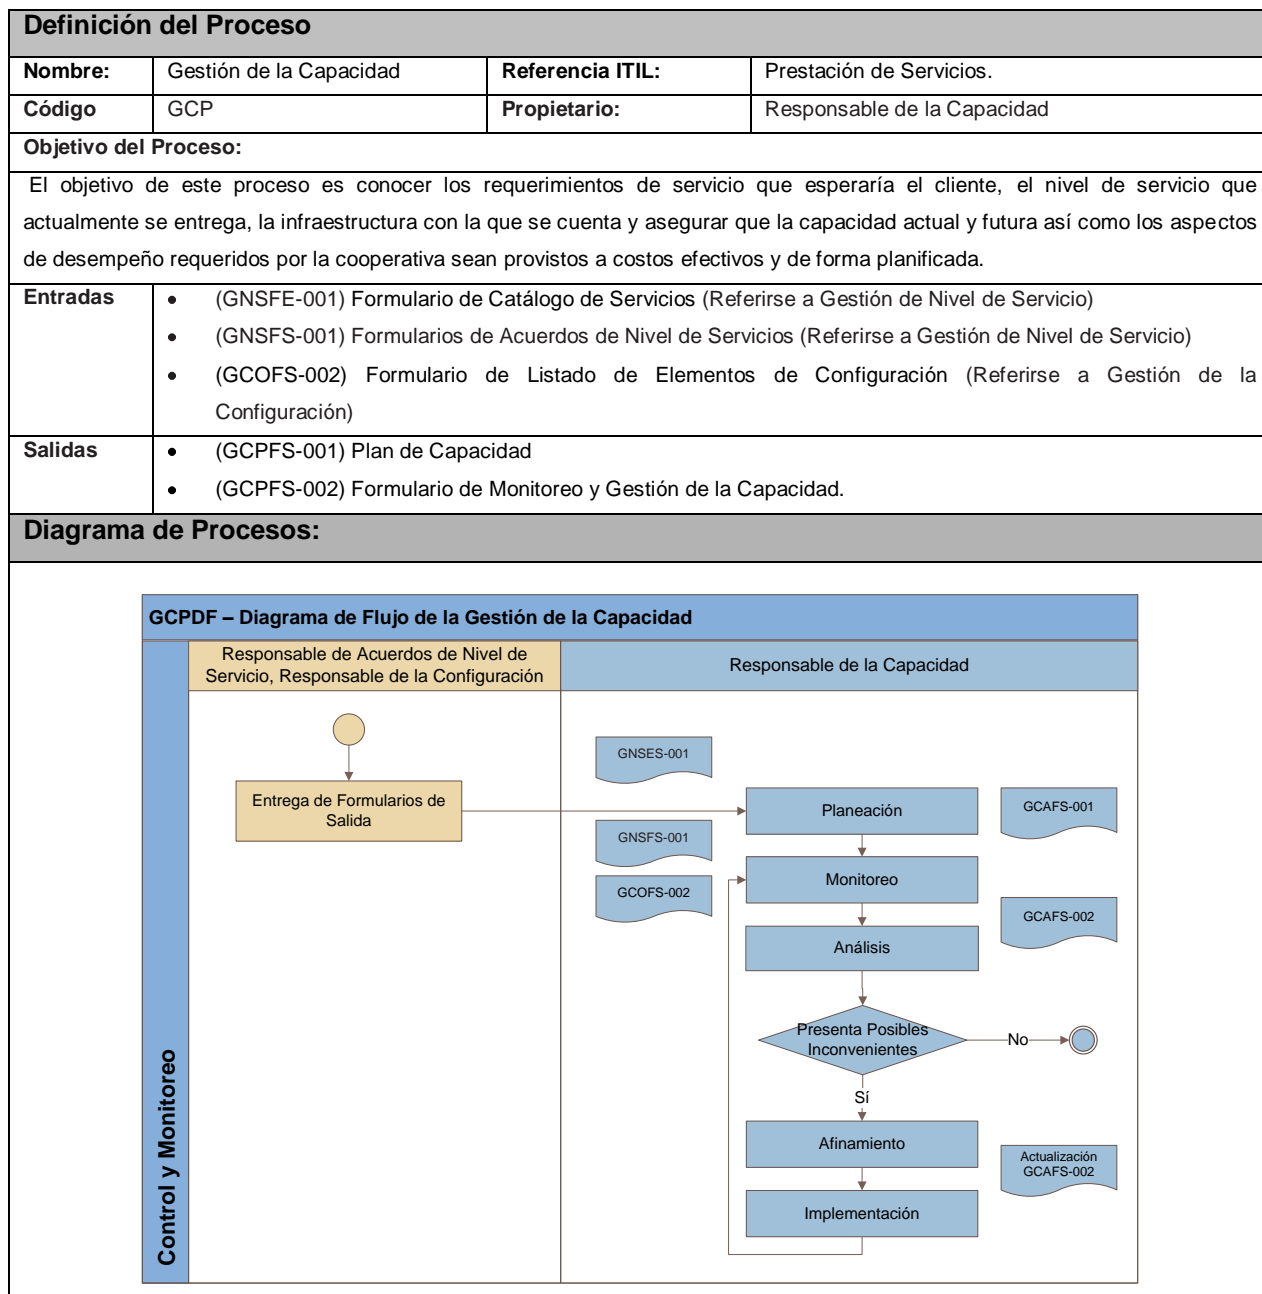 Definición del Proceso
Nombre: Gestión de la Capacidad Referencia ITIL: Prestación de Servicios.
Código GCP Propietario: Responsable de la Capacidad
Objetivo del Proceso:
El objetivo de este proceso es conocer los requerimientos de servicio que esperaría el cliente, el nivel de servicio que
actualmente se entrega, la infraestructura con la que se cuenta y asegurar que la capacidad actual y futura así como los aspectos
de desempeño requeridos por la cooperativa sean provistos a costos efectivos y de forma planificada.
Entradas
• (GNSFE-001) Formulario de Catálogo de Servicios (Referirse a Gestión de Nivel de Servicio)
• (GNSFS-001) Formularios de Acuerdos de Nivel de Servicios (Referirse a Gestión de Nivel de Servicio)
• (GCOFS-002) Formulario de Listado de Elementos de Configuración (Referirse a Gestión de la
Configuración)
Salidas
• (GCPFS-001) Plan de Capacidad
• (GCPFS-002) Formulario de Monitoreo y Gestión de la Capacidad.
Diagrama de Procesos:
GCPDF – Diagrama de Flujo de la Gestión de la Capacidad
Control y Monitoreo
Responsable de Acuerdos de Nivel de
Servicio, Responsable de la Configuración
Responsable de la Capacidad
Entrega de Formularios de
Salida
GNSES-001
GNSFS-001
GCOFS-002
Planeación
GCAFS-001
Monitoreo
GCAFS-002
Análisis
Presenta Posibles
Inconvenientes
No
Sí
Afinamiento
Actualización
GCAFS-002
Implementación